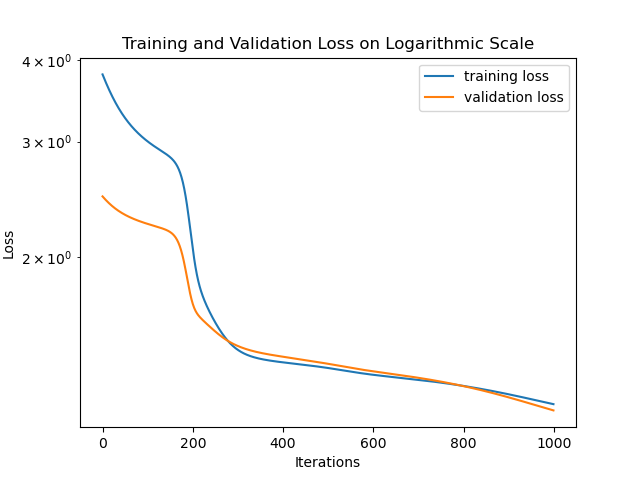 Training and Validation Loss on Logarithmic Scale
4 × 10⁰
3 × 10⁰
2 × 10⁰
Loss
training loss
validation loss
0 200 400 600 800 1000
Iterations